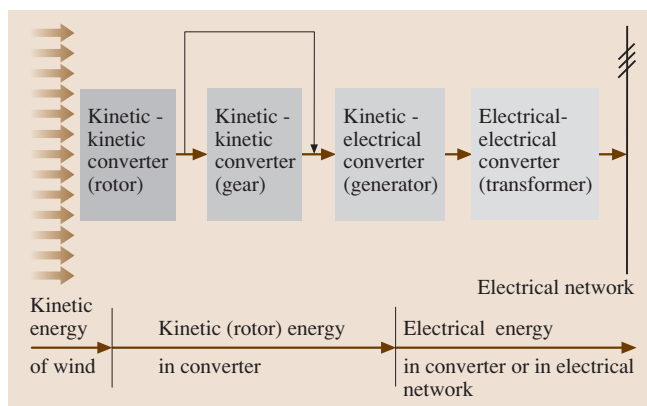 Kinetic -
kinetic
converter
(rotor)
Kinetic -
kinetic
converter
(gear)
Kinetic -
electrical
converter
(generator)
Electrical-
electrical
converter
(transformer)
Electrical network
Kinetic
energy
of wind
Kinetic (rotor) energy
in converter
Electrical energy
in converter or in electrical
network